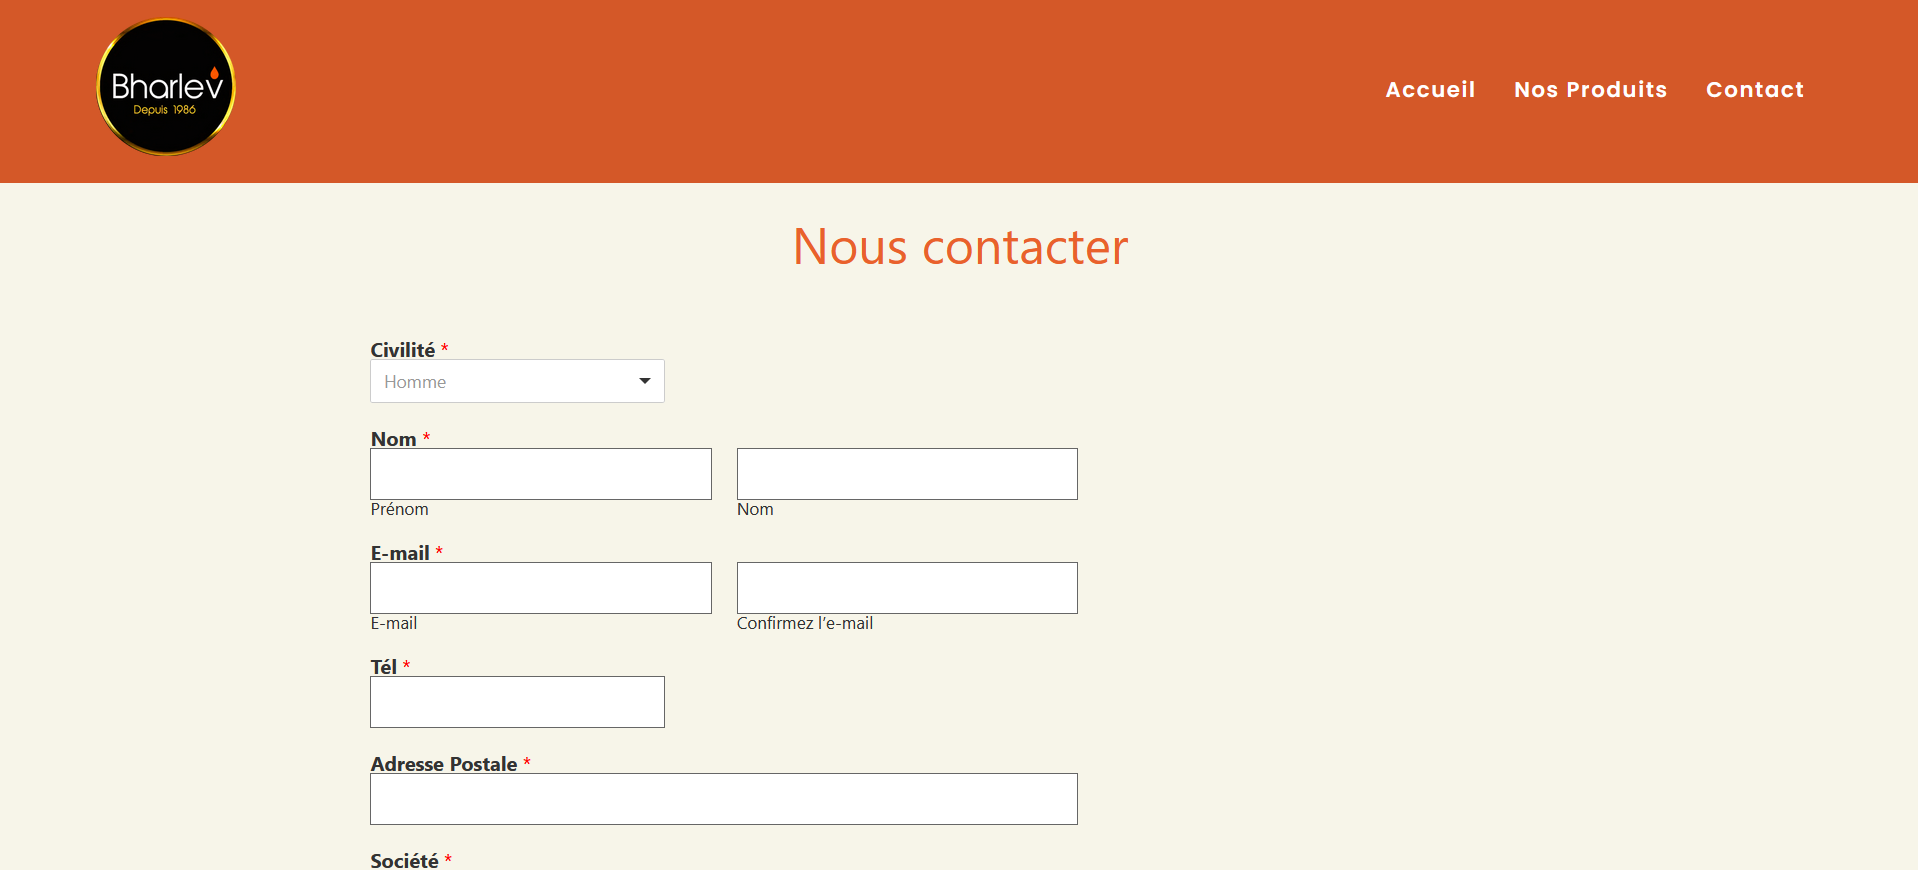 Bharlev
Depuis 1986
Accueil Nos Produits Contact
Nous contacter
Civilité *
Homme
Nom *
Prénom Nom
E-mail *
E-mail Confirmez l’e-mail
Tél *
Adresse Postale *
Société *